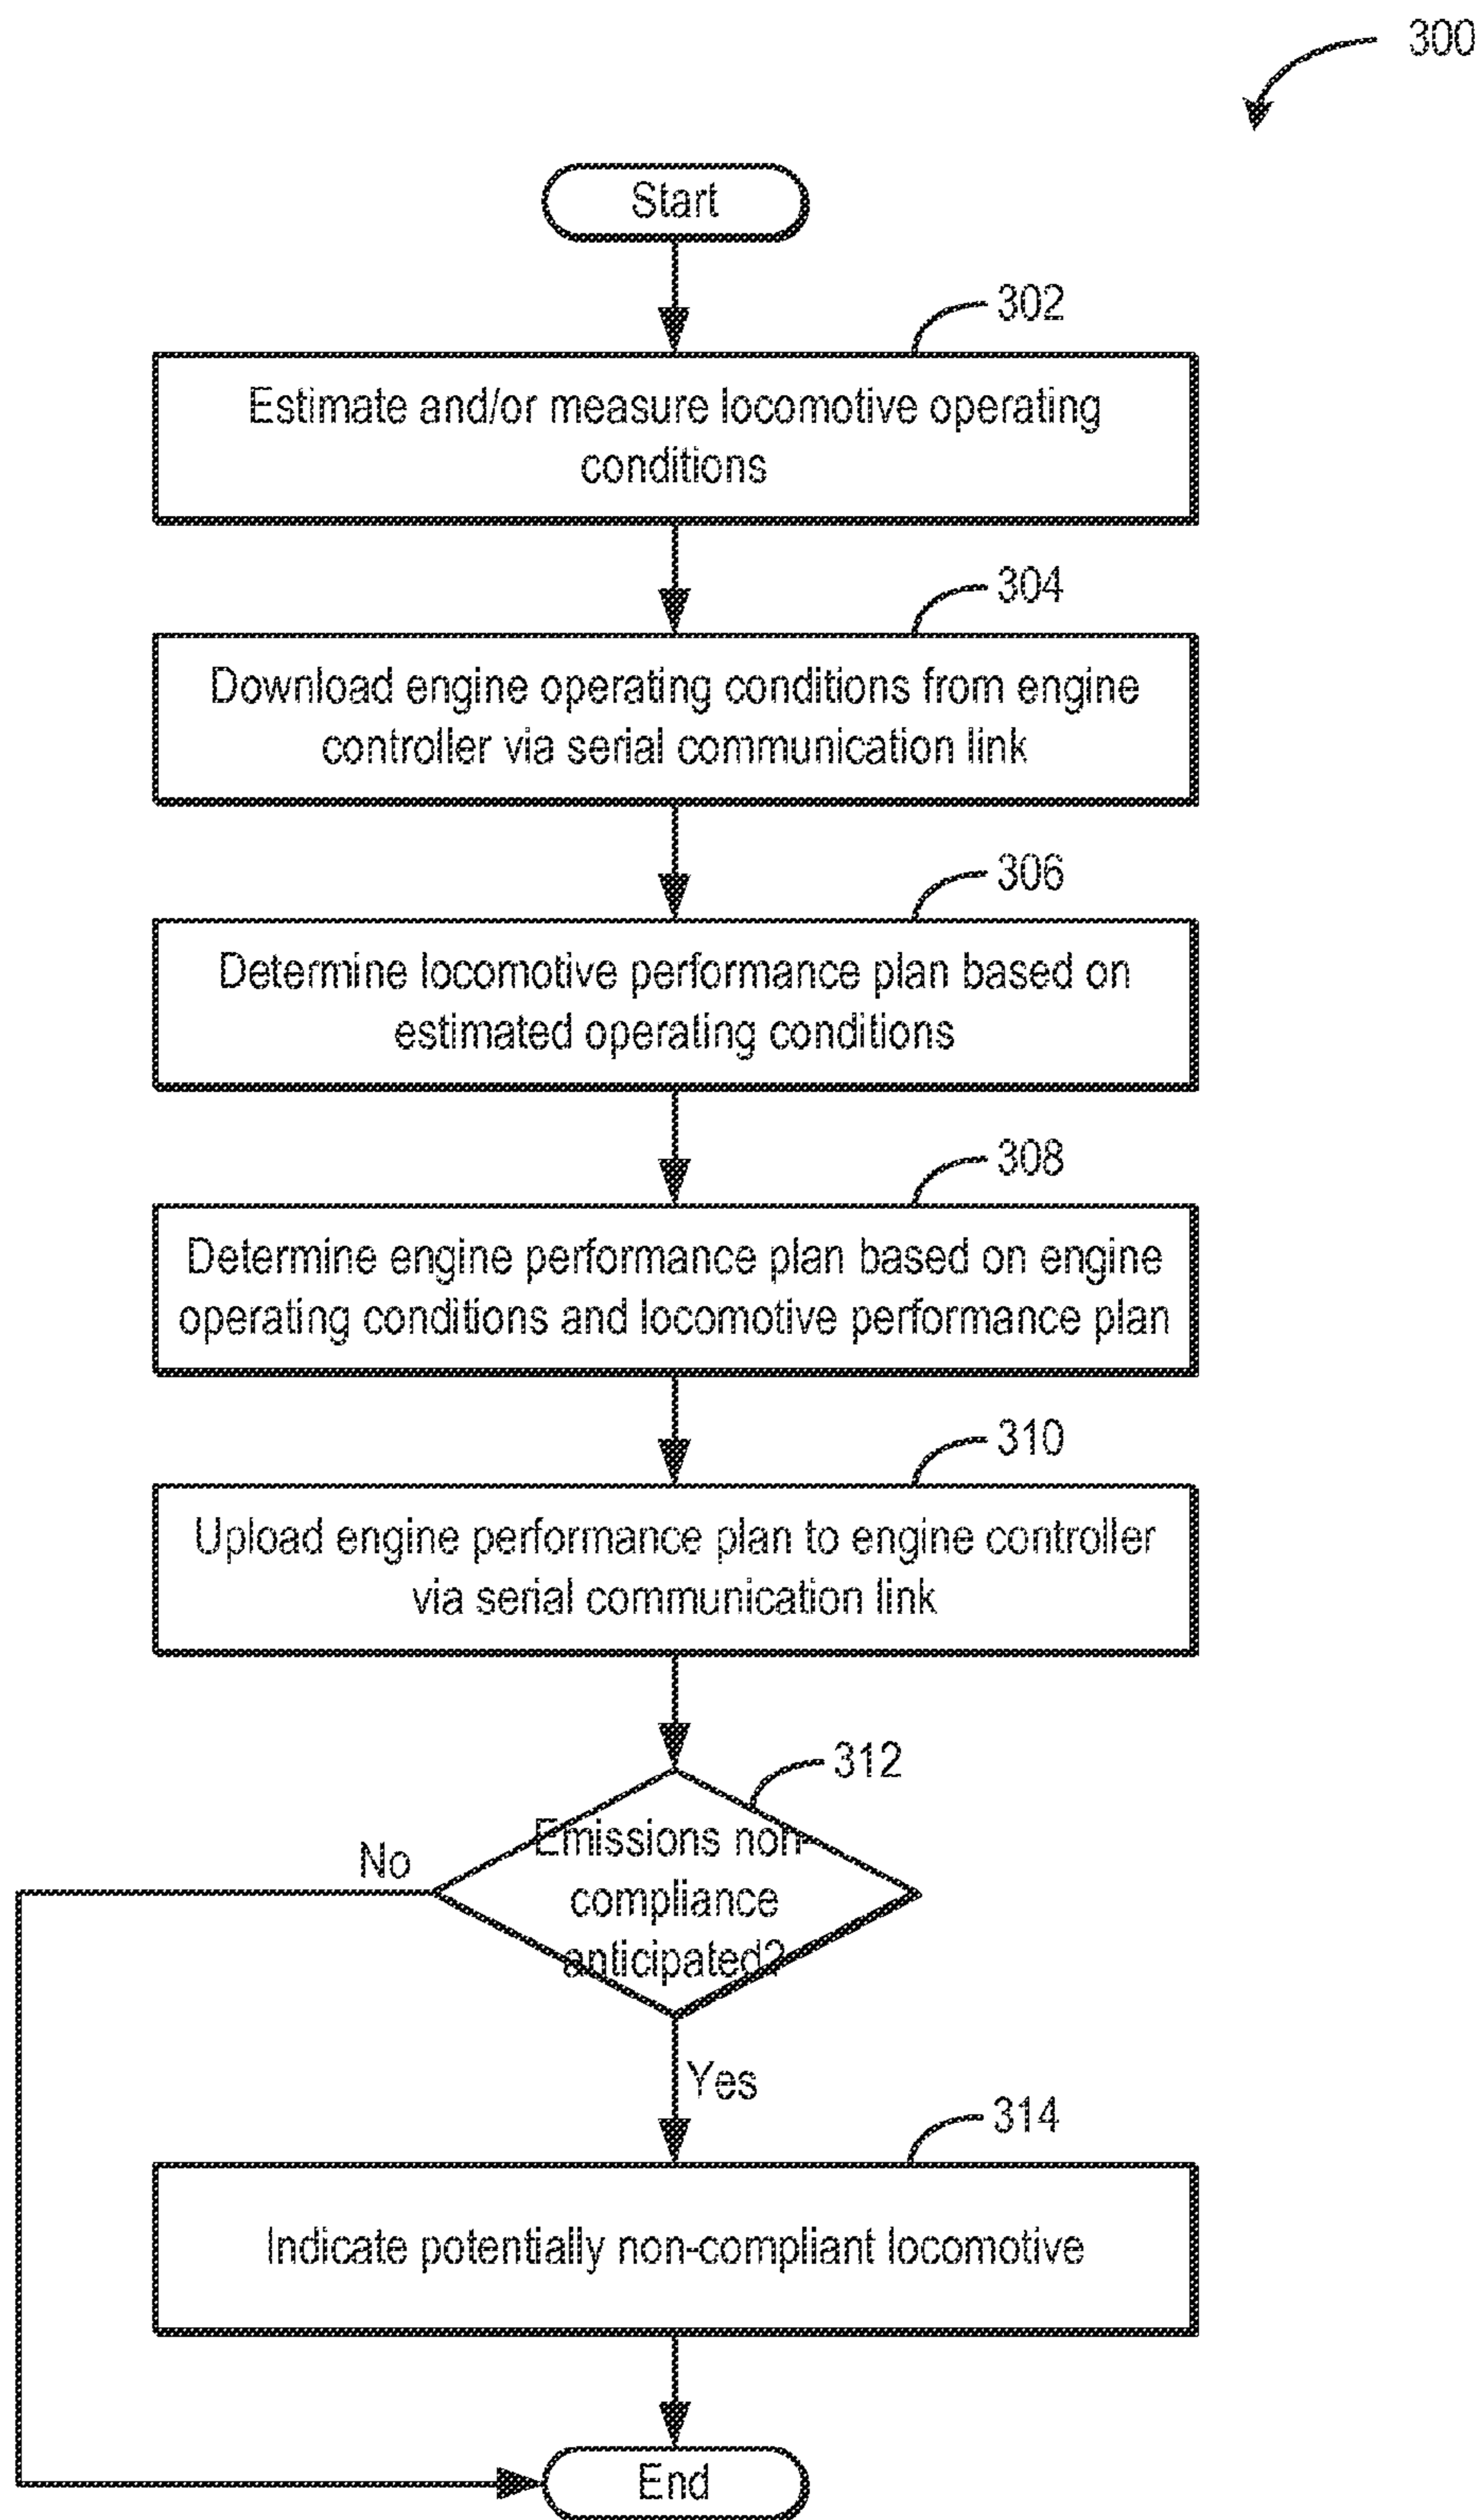 300
Start
302
Estimate and/or measure locomotive operating
conditions
304
Download engine operating conditions from engine
controller via serial communication link
306
Determine locomotive performance plan based on
estimated operating conditions
308
Determine engine performance plan based on engine
operating conditions and locomotive performance plan
310
Upload engine performance plan to engine controller
via serial communication link
312
Emissions non-
compliance
anticipated?
No
Yes
314
Indicate potentially non-compliant locomotive
End